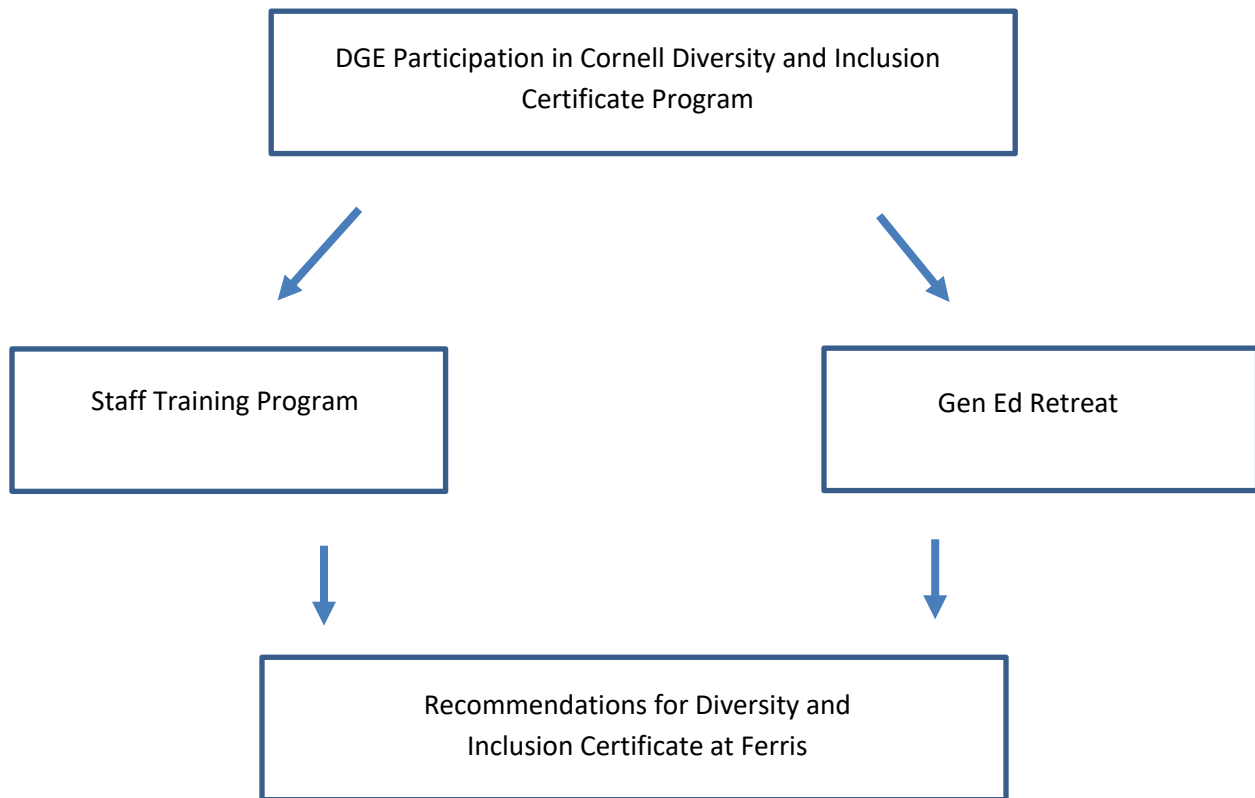 DGE Participation in Cornell Diversity and Inclusion
Certificate Program
Staff Training Program
Gen Ed Retreat
Recommendations for Diversity and
Inclusion Certificate at Ferris